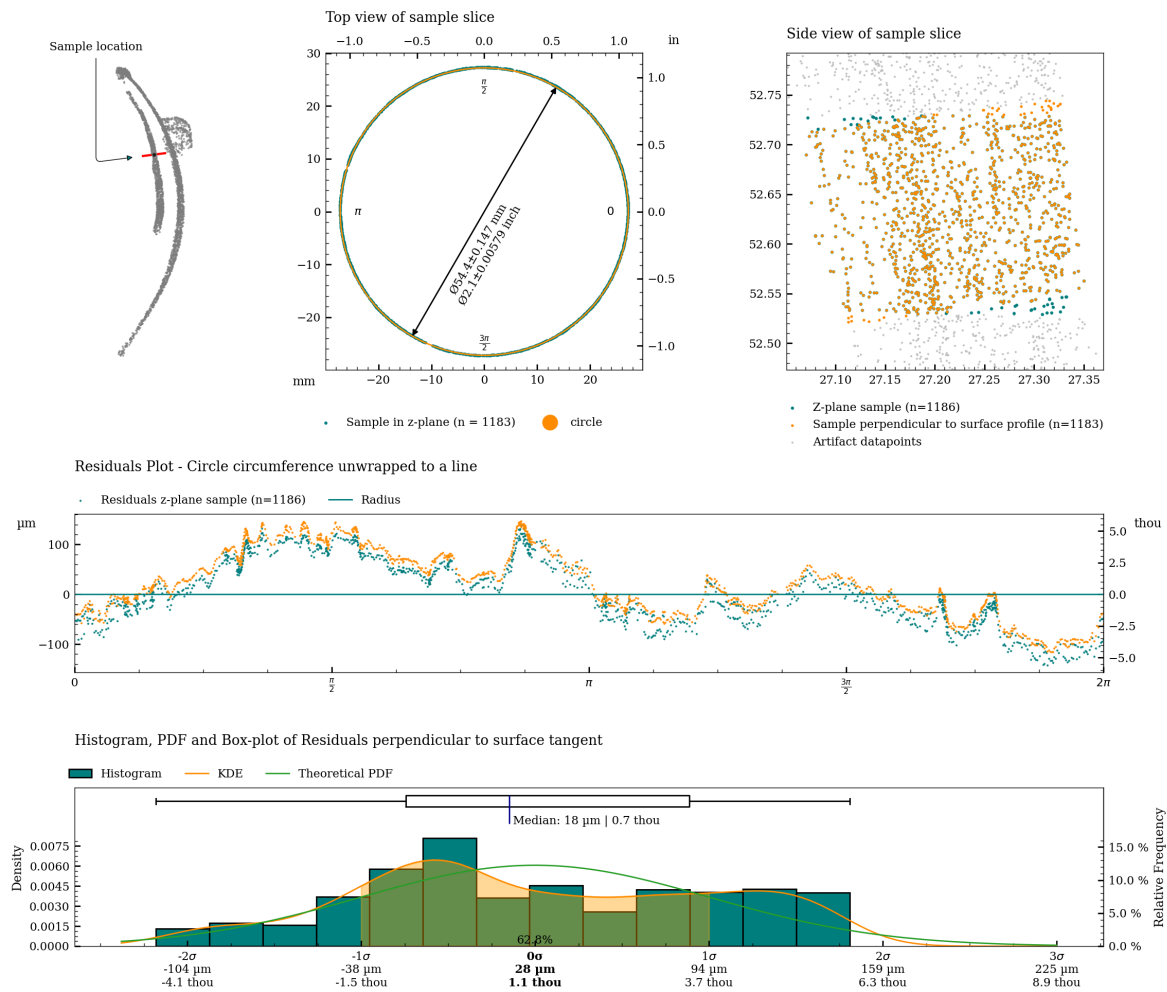 Sample location
Top view of sample slice
−1.0 −0.5 0.0 0.5 1.0 in
30
20
10
0
−10
−20
mm
−20 −10 0 10 20
1.0
0.5
0.0
−0.5
−1.0
π/2
π
0
3π/2
Ø54.4±0.147 mm
Ø2.1±0.00579 inch
Sample in z-plane (n = 1183) circle
Side view of sample slice
52.75
52.70
52.65
52.60
52.55
52.50
27.10 27.15 27.20 27.25 27.30 27.35
Z-plane sample (n=1186)
Sample perpendicular to surface profile (n=1183)
Artifact datapoints
Residuals Plot - Circle circumference unwrapped to a line
Residuals z-plane sample (n=1186) Radius
µm
100
0
−100
thou
5.0
2.5
0.0
−2.5
−5.0
0 π/2 π 3π/2 2π
Histogram, PDF and Box-plot of Residuals perpendicular to surface tangent
Histogram KDE Theoretical PDF
Median: 18 µm | 0.7 thou
Density
0.0075
0.0060
0.0045
0.0030
0.0015
0.0000
Relative Frequency
15.0 %
10.0 %
5.0 %
0.0 %
62.8%
-2σ -1σ 0σ 1σ 2σ 3σ
-104 µm -38 µm 28 µm 94 µm 159 µm 225 µm
-4.1 thou -1.5 thou 1.1 thou 3.7 thou 6.3 thou 8.9 thou